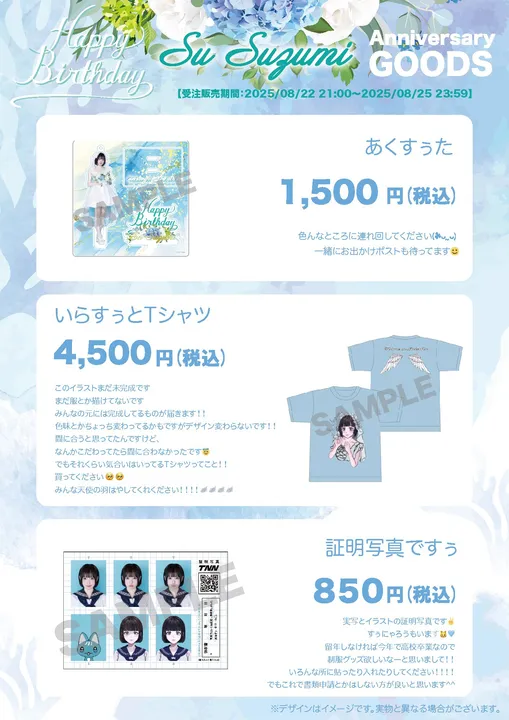 Happy Birthday
Su Suzumi
Anniversary
GOODS
【受注販売期間:2025/08/22 21:00～2025/08/25 23:59】
SAMPLE
Happy
Birthday
あくすぅた
1,500 円(税込)
色んなところに連れ回してください(
一緒にお出かけポストも待ってます😆
いらすぅとTシャツ
4,500 円(税込)
このイラストまだ未完成です
まだ服とか描けてないです
みんなの元には完成してるものが届きます！！
色味とかちょっち変わってるかもですがデザイン変わらないです！！
間に合うと思ってたんですけど、
なんかこだわってたら間に合わなかったです😇
でもそれくらい気合いはいってるTシャツってこと！！
買ってください🥺🥺
みんな天使の羽はやしてくれください！！！！🪽🪽🪽🪽
SAMPLE
証明写真
TNN
SAMPLE
証明写真ですぅ
850 円(税込)
実写とイラストの証明写真です✌
すぅにゃろうもいます🐱💙
留年しなければ今年で高校卒業なので
制服グッズ欲しいなーと思いまして！！
いろんな所に貼ったり入れたりしてください！！！！
でもこれで書類申請とかはしない方が良いと思います^^
※デザインはイメージです。実物と異なる場合がございます。